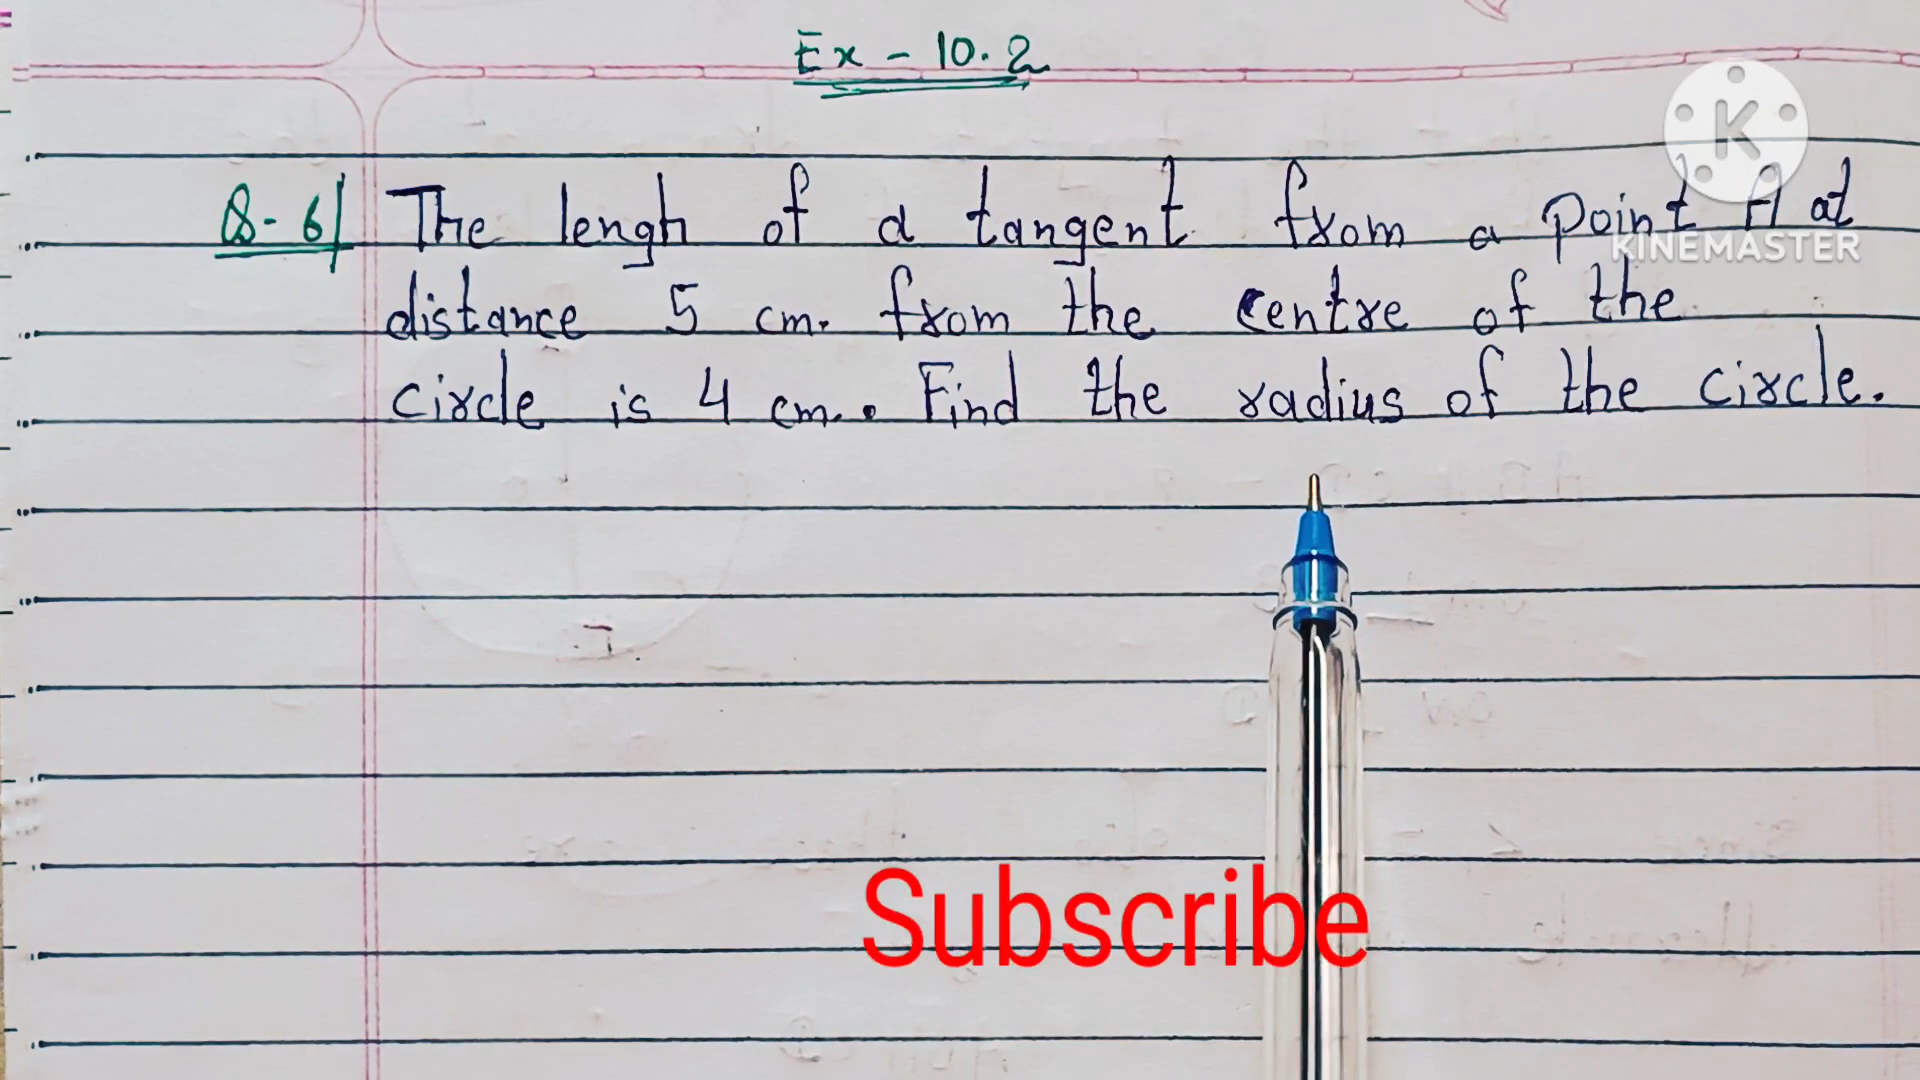 Ex - 10.2
Q-6) The lengh of a tangent from a point A at
distance 5 cm. from the centre of the
circle is 4 cm. Find the radius of the circle.
K
KINEMASTER
Subscribe